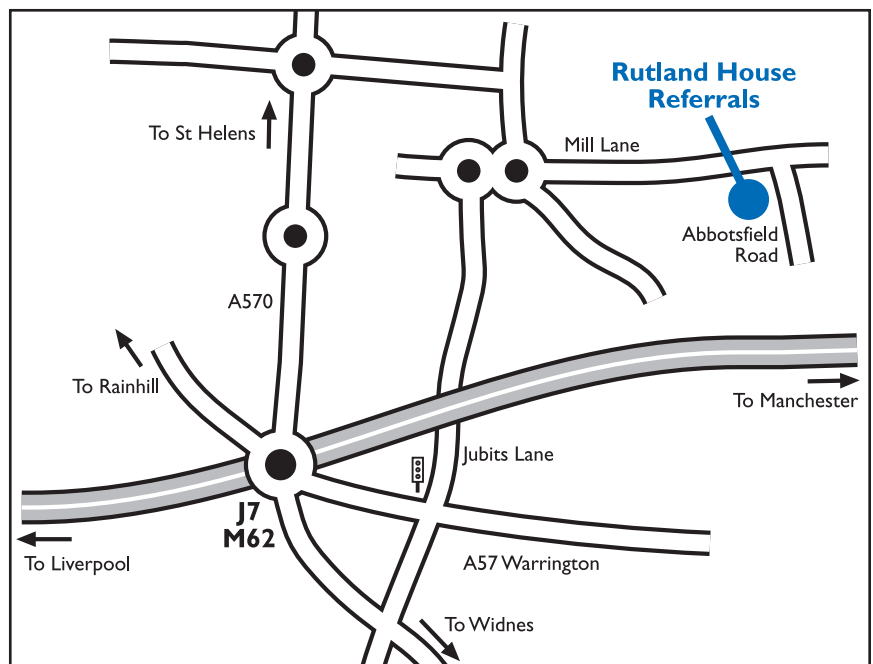 Rutland House
Referrals
To St Helens
Mill Lane
Abbotsfield
Road
A570
To Rainhill
To Manchester
Jubits Lane
J7
M62
To Liverpool
A57 Warrington
To Widnes